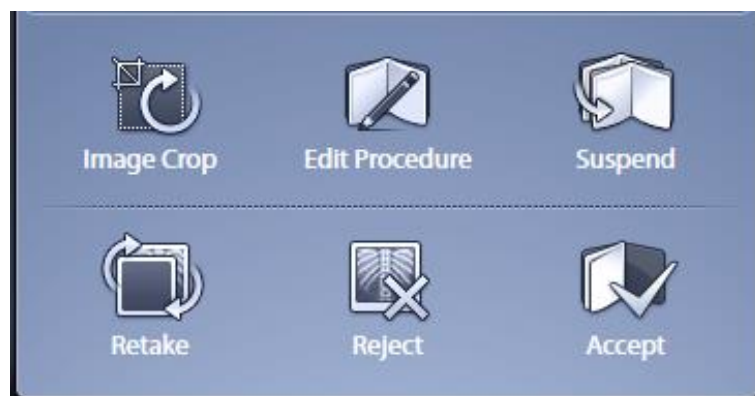 Image Crop
Edit Procedure
Suspend
Retake
Reject
Accept